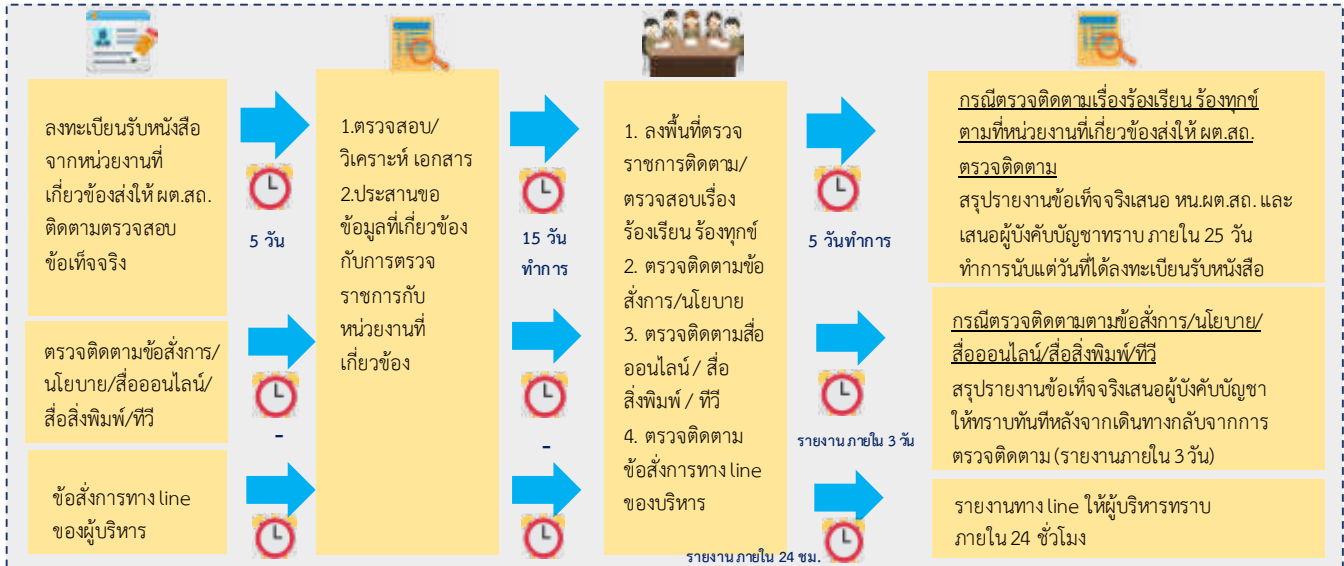 ลงทะเบียนรับหนังสือ
จากหน่วยงานที่
เกี่ยวข้องส่งให้ ผต.สถ.
ติดตามตรวจสอบ
ข้อเท็จจริง
5 วัน
1.ตรวจสอบ/
วิเคราะห์ เอกสาร
2.ประสานขอ
ข้อมูลที่เกี่ยวข้อง
กับการตรวจ
ราชการกับ
หน่วยงานที่
เกี่ยวข้อง
15 วัน
ทำการ
1. ลงพื้นที่ตรวจ
ราชการติดตาม/
ตรวจสอบเรื่อง
ร้องเรียน ร้องทุกข์
2. ตรวจติดตามข้อ
สั่งการ/นโยบาย
3. ตรวจติดตามสื่อ
ออนไลน์ / สื่อ
สิ่งพิมพ์ / ทีวี
4. ตรวจติดตาม
ข้อสั่งการทาง line
ของบริหาร
5 วันทำการ
กรณีตรวจติดตามเรื่องร้องเรียน ร้องทุกข์
ตามที่หน่วยงานที่เกี่ยวข้องส่งให้ ผต.สถ.
ตรวจติดตาม
สรุปรายงานข้อเท็จจริงเสนอ หน.ผต.สถ. และ
เสนอผู้บังคับบัญชาทราบ ภายใน 25 วัน
ทำการนับแต่วันที่ได้ลงทะเบียนรับหนังสือ
ตรวจติดตามข้อสั่งการ/
นโยบาย/สื่อออนไลน์/
สื่อสิ่งพิมพ์/ทีวี
-
-
รายงาน ภายใน 3 วัน
กรณีตรวจติดตามตามข้อสั่งการ/นโยบาย/
สื่อออนไลน์/สื่อสิ่งพิมพ์/ทีวี
สรุปรายงานข้อเท็จจริงเสนอผู้บังคับบัญชา
ให้ทราบทันทีหลังจากเดินทางกลับจากการ
ตรวจติดตาม (รายงานภายใน 3 วัน)
ข้อสั่งการทาง line
ของผู้บริหาร
รายงาน ภายใน 24 ชม.
รายงานทาง line ให้ผู้บริหารทราบ
ภายใน 24 ชั่วโมง